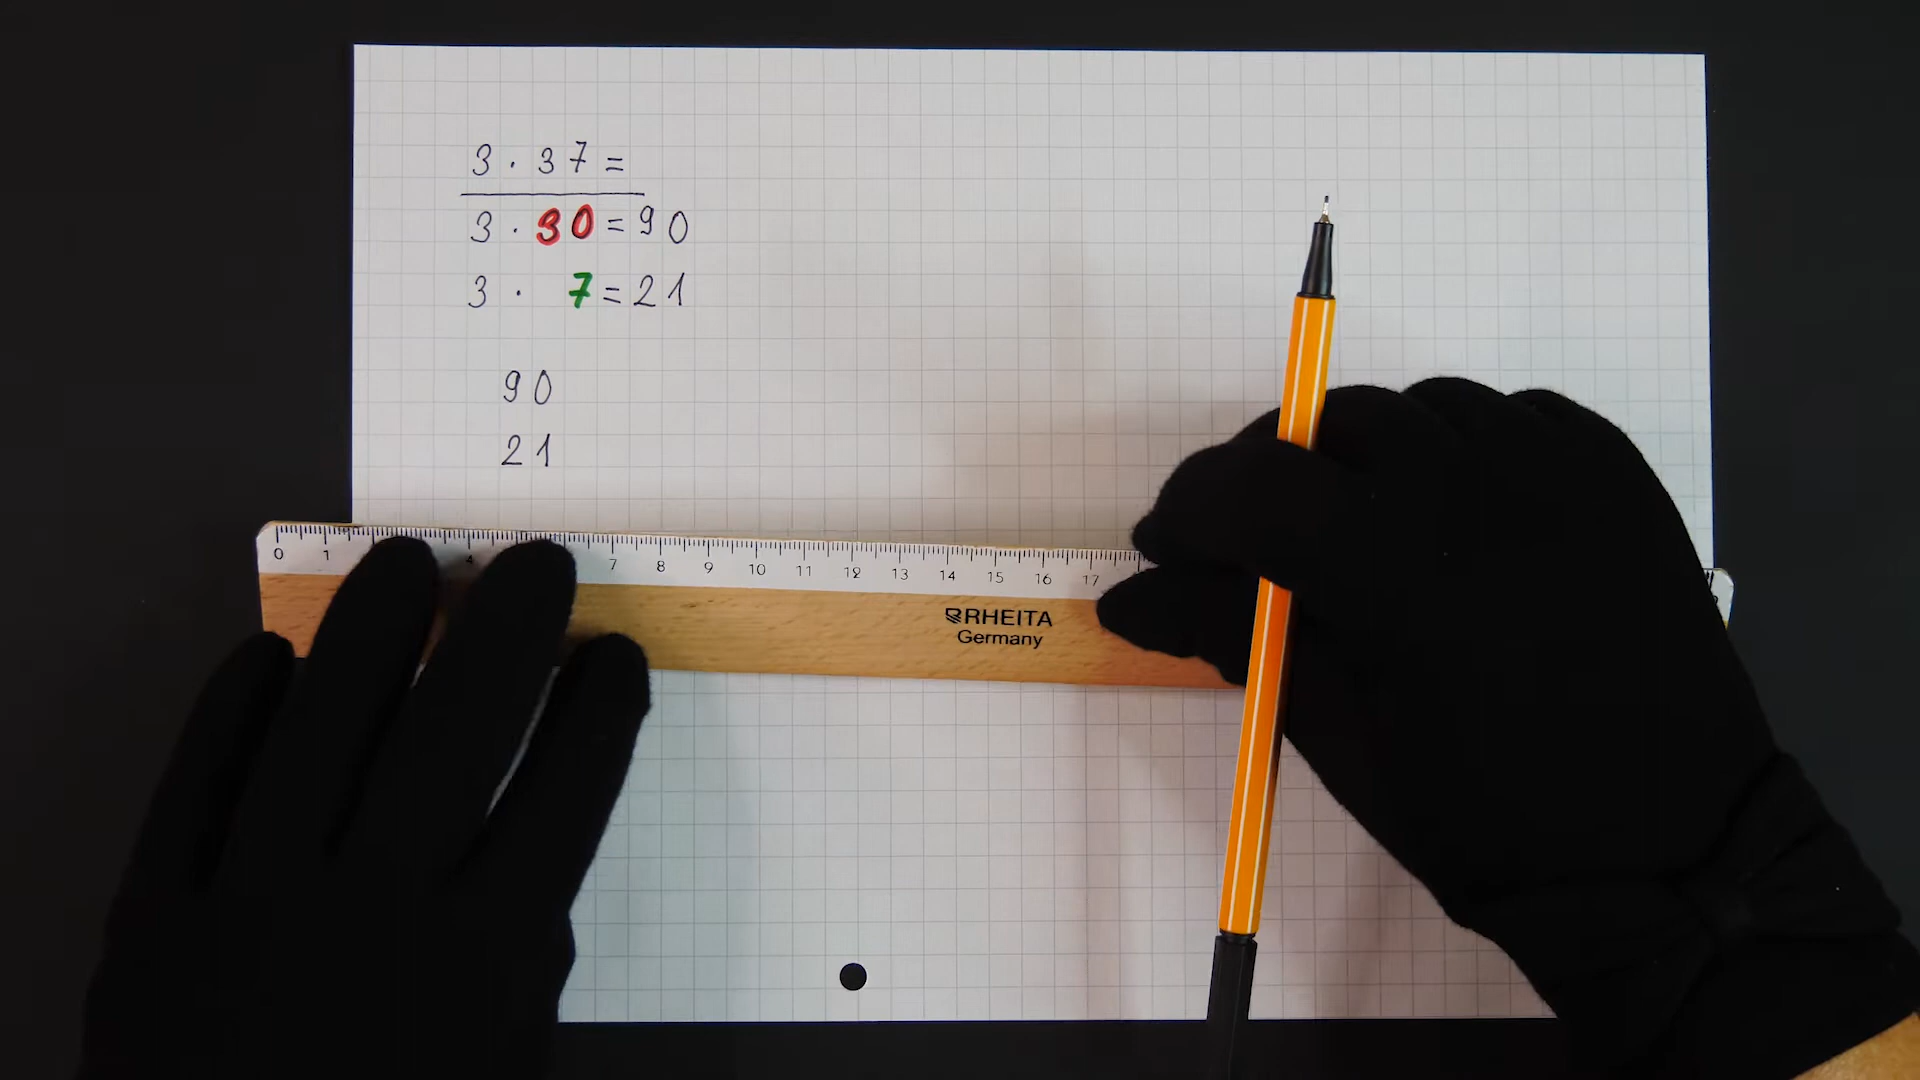 3 · 37 =
3 · 30 = 90
3 · 7 = 21
90
21
0 1 4 7 8 9 10 11 12 13 14 15 16 17
RHEITA
Germany